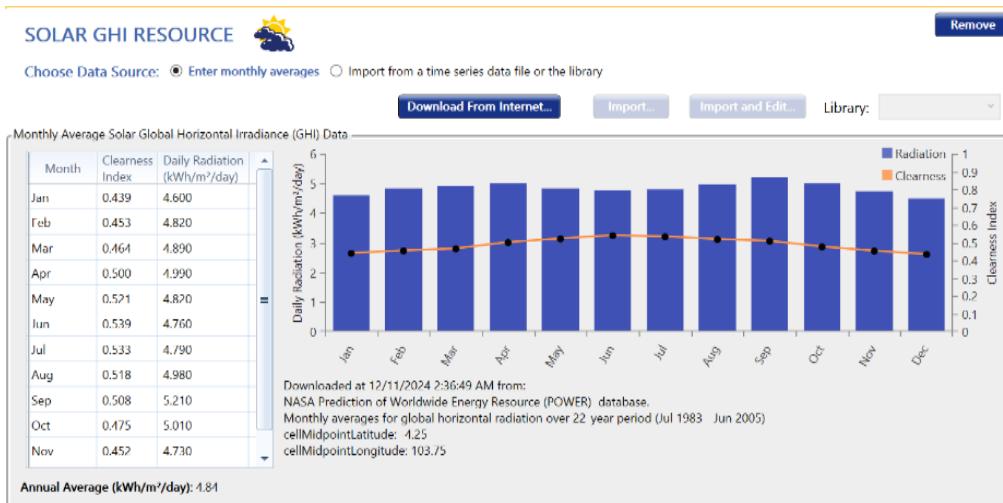 SOLAR GHI RESOURCE
Remove
Choose Data Source: Enter monthly averages Import from a time series data file or the library
Download From Internet... Import... Import and Edit... Library:
Monthly Average Solar Global Horizontal Irradiance (GHI) Data
Month Clearness Index Daily Radiation (kWh/m²/day)
Jan 0.439 4.600
Feb 0.453 4.820
Mar 0.464 4.890
Apr 0.500 4.990
May 0.521 4.820
Jun 0.539 4.760
Jul 0.533 4.790
Aug 0.518 4.980
Sep 0.508 5.210
Oct 0.475 5.010
Nov 0.452 4.730
Annual Average (kWh/m²/day): 4.84
Daily Radiation (kWh/m²/day)
6
5
4
3
2
1
0
Radiation
Clearness
1
0.9
0.8
0.7
0.6
0.5
0.4
0.3
0.2
0.1
0
Clearness Index
Jan Feb Mar Apr May Jun Jul Aug Sep Oct Nov Dec
Downloaded at 12/11/2024 2:36:49 AM from:
NASA Prediction of Worldwide Energy Resource (POWER) database.
Monthly averages for global horizontal radiation over 22 year period (Jul 1983 Jun 2005)
cellMidpointLatitude: 4.25
cellMidpointLongitude: 103.75